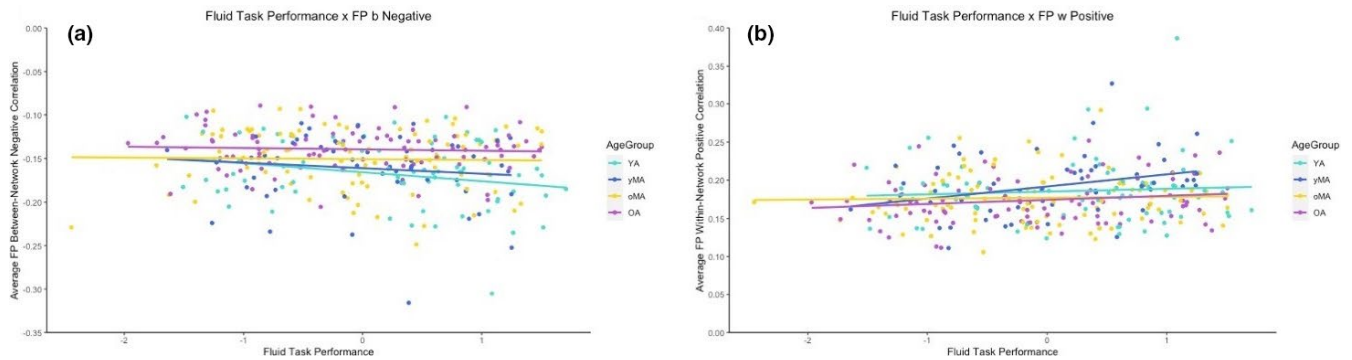 Fluid Task Performance x FP b Negative
(a)
Average FP Between-Network Negative Correlation
0.00
-0.05
-0.10
-0.15
-0.20
-0.25
-0.30
-0.35
-2
-1
0
1
Fluid Task Performance
AgeGroup
YA
yMA
oMA
OA
Fluid Task Performance x FP w Positive
(b)
Average FP Within-Network Positive Correlation
0.40
0.35
0.30
0.25
0.20
0.15
0.10
0.05
0.00
-2
-1
0
1
Fluid Task Performance
AgeGroup
YA
yMA
oMA
OA